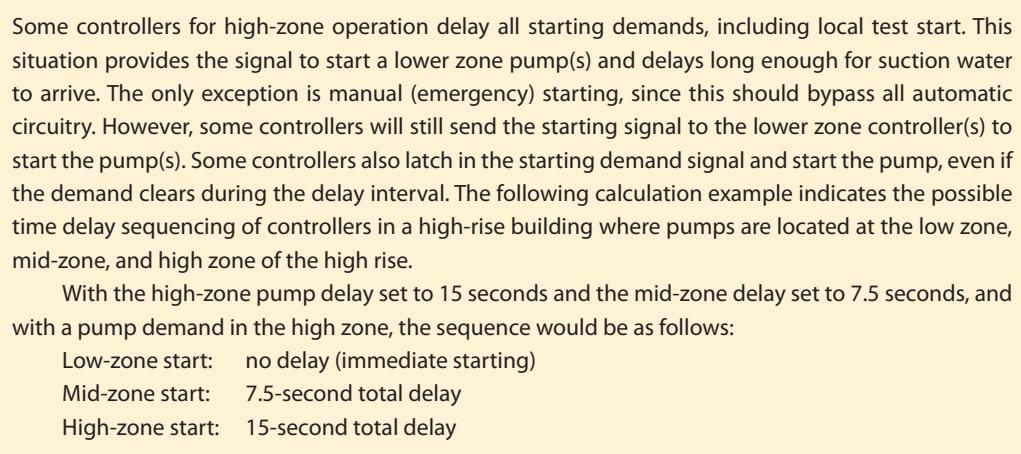 Some controllers for high-zone operation delay all starting demands, including local test start. This
situation provides the signal to start a lower zone pump(s) and delays long enough for suction water
to arrive. The only exception is manual (emergency) starting, since this should bypass all automatic
circuitry. However, some controllers will still send the starting signal to the lower zone controller(s) to
start the pump(s). Some controllers also latch in the starting demand signal and start the pump, even if
the demand clears during the delay interval. The following calculation example indicates the possible
time delay sequencing of controllers in a high-rise building where pumps are located at the low zone,
mid-zone, and high zone of the high rise.
With the high-zone pump delay set to 15 seconds and the mid-zone delay set to 7.5 seconds, and
with a pump demand in the high zone, the sequence would be as follows:
Low-zone start: no delay (immediate starting)
Mid-zone start: 7.5-second total delay
High-zone start: 15-second total delay